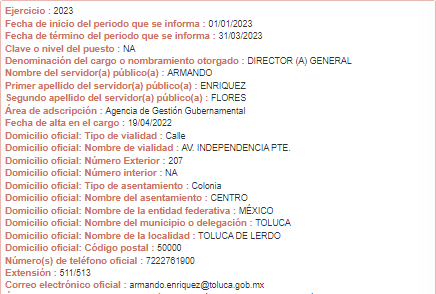 Ejercicio : 2023
Fecha de inicio del periodo que se informa : 01/01/2023
Fecha de término del periodo que se informa : 31/03/2023
Clave o nivel del puesto : NA
Denominación del cargo o nombramiento otorgado : DIRECTOR (A) GENERAL
Nombre del servidor(a) público(a) : ARMANDO
Primer apellido del servidor(a) público(a) : ENRIQUEZ
Segundo apellido del servidor(a) público(a) : FLORES
Área de adscripción : Agencia de Gestión Gubernamental
Fecha de alta en el cargo : 19/04/2022
Domicilio oficial: Tipo de vialidad : Calle
Domicilio oficial: Nombre de vialidad : AV. INDEPENDENCIA PTE.
Domicilio oficial: Número Exterior : 207
Domicilio oficial: Número interior : NA
Domicilio oficial: Tipo de asentamiento : Colonia
Domicilio oficial: Nombre del asentamiento : CENTRO
Domicilio oficial: Nombre de la entidad federativa : MÉXICO
Domicilio oficial: Nombre del municipio o delegación : TOLUCA
Domicilio oficial: Nombre de la localidad : TOLUCA DE LERDO
Domicilio oficial: Código postal : 50000
Número(s) de teléfono oficial : 7222761900
Extensión : 511/513
Correo electrónico oficial : armando.enriquez@toluca.gob.mx